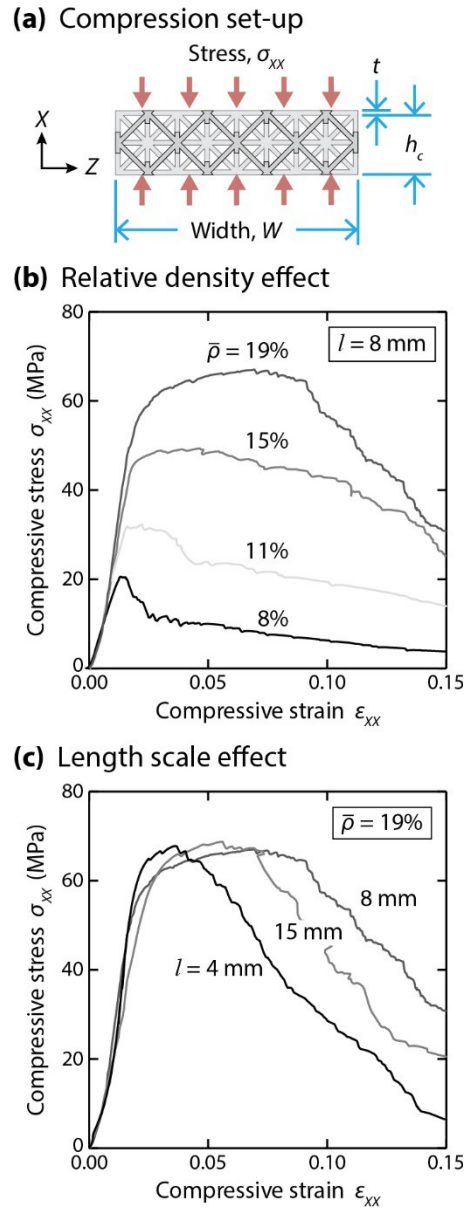 (a) Compression set-up
Stress, σxx
t
X
Z
hc
Width, W
(b) Relative density effect
80
ρ̄ = 19%
l = 8 mm
60
15%
40
11%
20
8%
0
0.00 0.05 0.10 0.15
Compressive stress σxx (MPa)
Compressive strain εxx
(c) Length scale effect
80
ρ̄ = 19%
60
8 mm
15 mm
l = 4 mm
40
20
0
0.00 0.05 0.10 0.15
Compressive stress σxx (MPa)
Compressive strain εxx